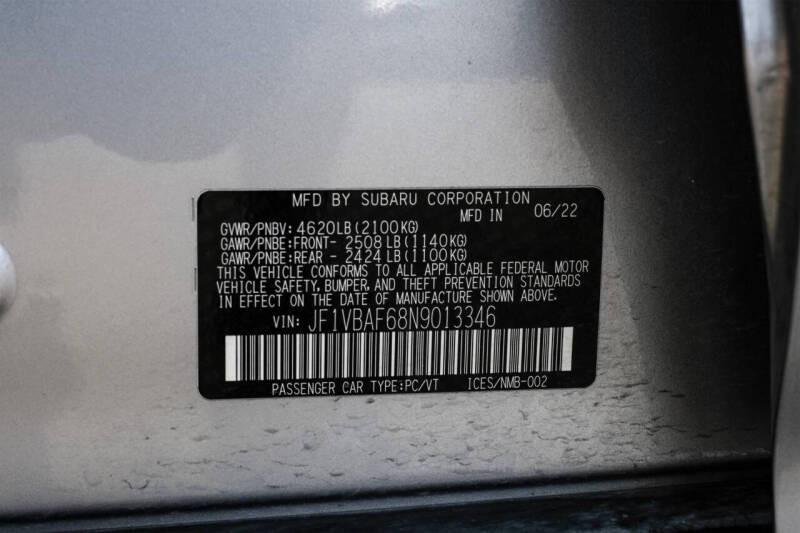 MFD BY SUBARU CORPORATION
MFD IN 06/22
GVWR/PNBV: 4620LB(2100KG)
GAWR/PNBE:FRONT- 2508LB(1140KG)
GAWR/PNBE:REAR - 2424LB(1100KG)
THIS VEHICLE CONFORMS TO ALL APPLICABLE FEDERAL MOTOR
VEHICLE SAFETY, BUMPER, AND THEFT PREVENTION STANDARDS
IN EFFECT ON THE DATE OF MANUFACTURE SHOWN ABOVE.
VIN: JF1VBAF68N9013346
PASSENGER CAR TYPE:PC/VT ICES/NMB-002